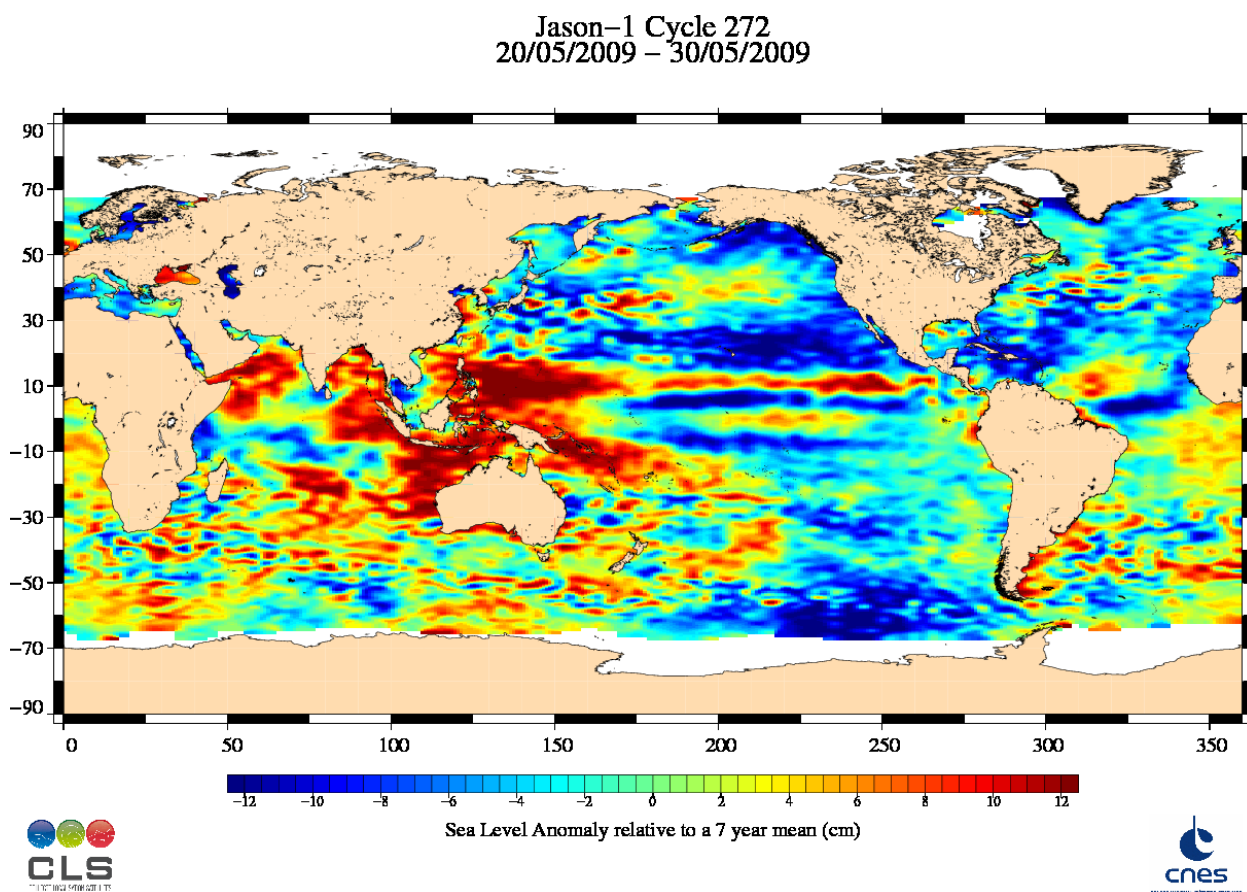 Jason−1 Cycle 272
20/05/2009 − 30/05/2009
90
70
50
30
10
−10
−30
−50
−70
−90
0 50 100 150 200 250 300 350
−12 −10 −8 −6 −4 −2 0 2 4 6 8 10 12
Sea Level Anomaly relative to a 7 year mean (cm)
CLS
cnes